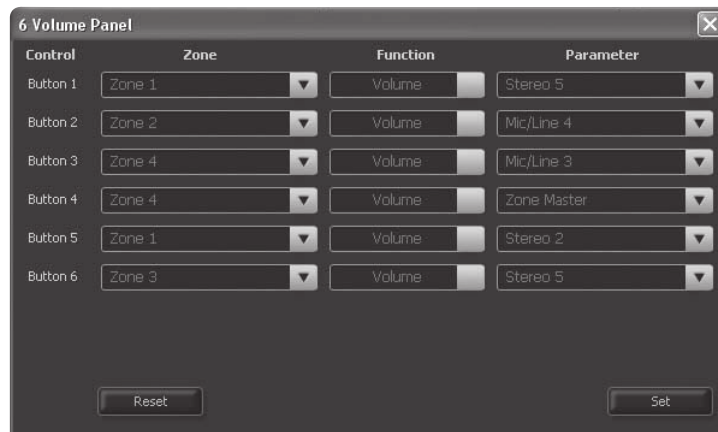 6 Volume Panel
Control Zone Function Parameter
Button 1 Zone 1 Volume Stereo 5
Button 2 Zone 2 Volume Mic/Line 4
Button 3 Zone 4 Volume Mic/Line 3
Button 4 Zone 4 Volume Zone Master
Button 5 Zone 1 Volume Stereo 2
Button 6 Zone 3 Volume Stereo 5
Reset Set